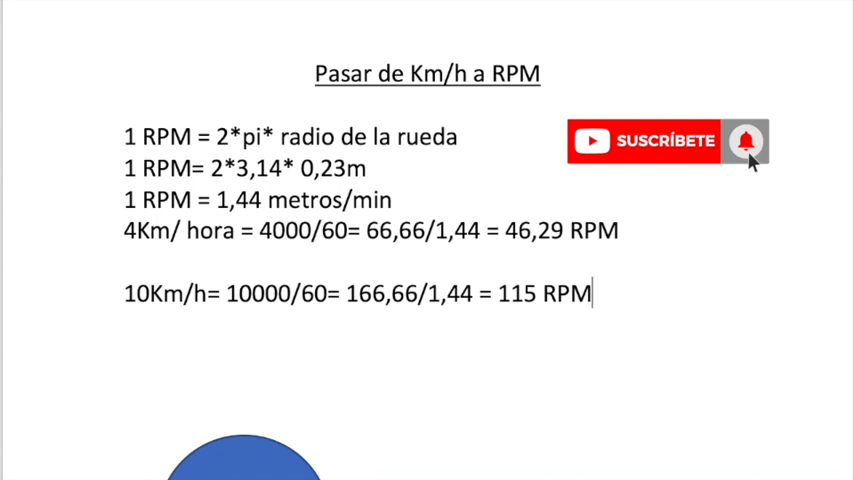 Pasar de Km/h a RPM
1 RPM = 2*pi* radio de la rueda
SUSCRÍBETE
1 RPM= 2*3,14* 0,23m
1 RPM = 1,44 metros/min
4Km/ hora = 4000/60= 66,66/1,44 = 46,29 RPM
10Km/h= 10000/60= 166,66/1,44 = 115 RPM